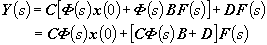 Y(s) = C[Φ(s)x(0) + Φ(s)BF(s)] + DF(s)
= CΦ(s)x(0) + [CΦ(s)B + D]F(s)